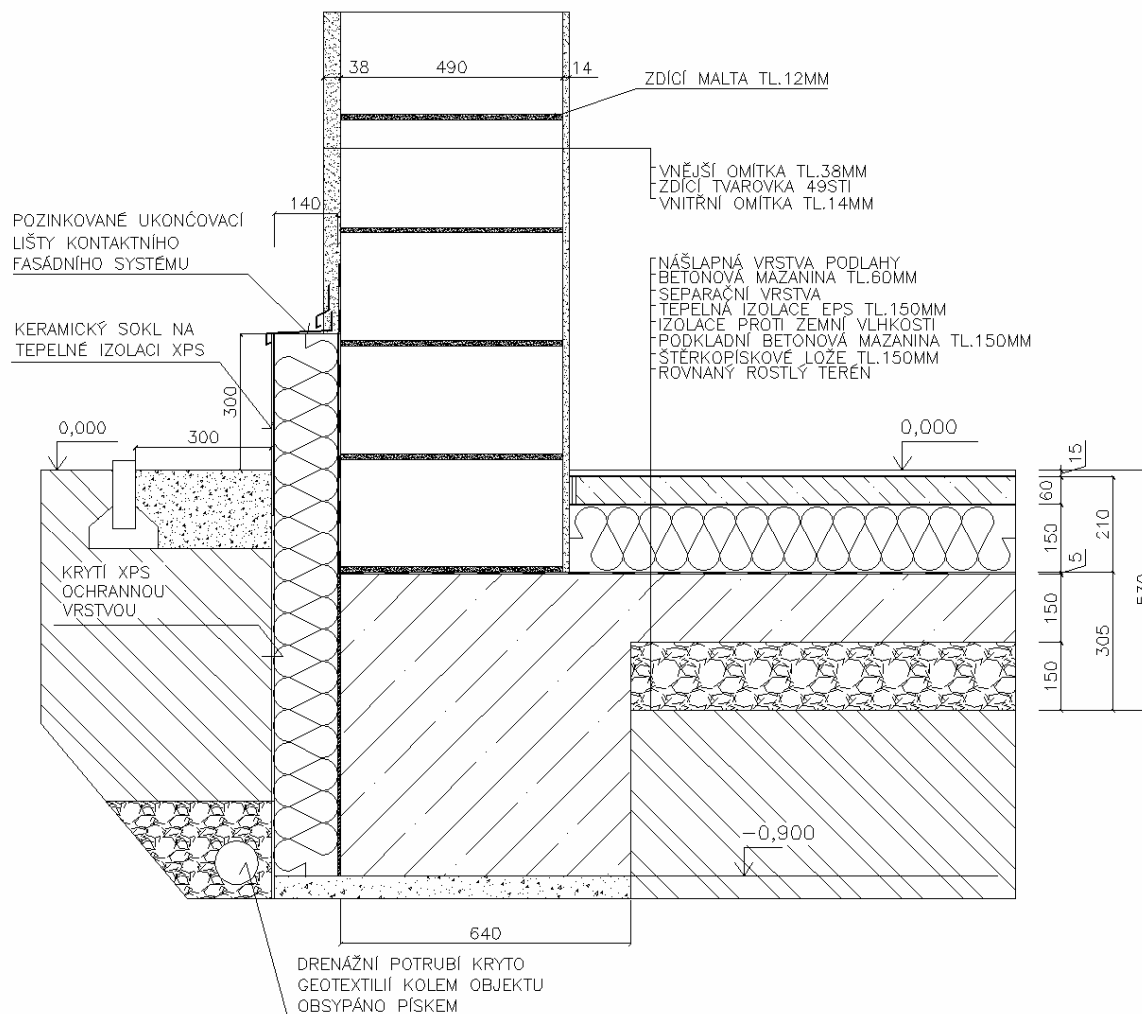 38
490
14
ZDÍCÍ MALTA TL.12MM
VNĚJŠÍ OMÍTKA TL.38MM
ZDÍCÍ TVAROVKA 49STI
VNITŘNÍ OMÍTKA TL.14MM
140
POZINKOVANÉ UKONČOVACÍ
LIŠTY KONTAKTNÍHO
FASÁDNÍHO SYSTÉMU
NÁŠLAPNÁ VRSTVA PODLAHY
BETONOVÁ MAZANINA TL.60MM
SEPARAČNÍ VRSTVA
TEPELNÁ IZOLACE EPS TL.150MM
IZOLACE PROTI ZEMNÍ VLHKOSTI
PODKLADNÍ BETONOVÁ MAZANINA TL.150MM
ŠTĚRKOPÍSKOVÉ LOŽE TL.150MM
ROVNANÝ ROSTLÝ TERÉN
KERAMICKÝ SOKL NA
TEPELNÉ IZOLACI XPS
300
0,000
300
0,000
15
60
150
210
5
150
305
150
530
KRYTÍ XPS
OCHRANNOU
VRSTVOU
-0,900
640
DRENÁŽNÍ POTRUBÍ KRYTO
GEOTEXTILIÍ KOLEM OBJEKTU
OBSYPÁNO PÍSKEM